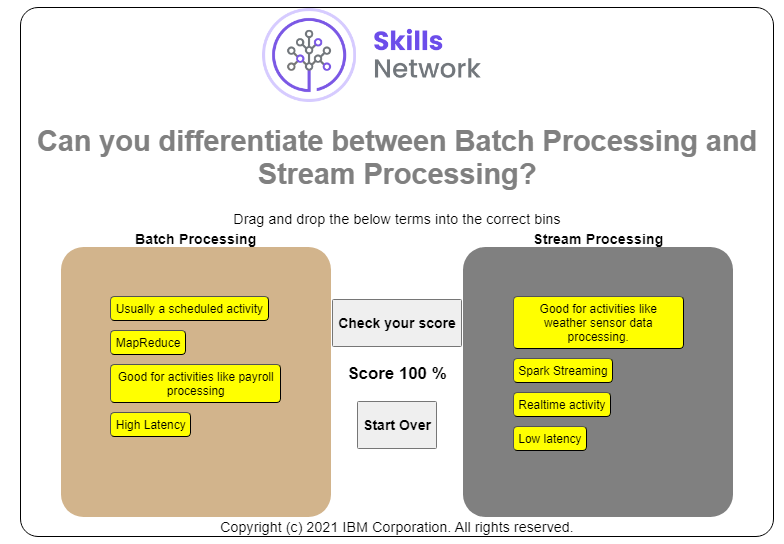 Skills
Network
Can you differentiate between Batch Processing and
Stream Processing?
Drag and drop the below terms into the correct bins
Batch Processing
Stream Processing
Usually a scheduled activity
MapReduce
Good for activities like payroll
processing
High Latency
Check your score
Score 100 %
Start Over
Good for activities like
weather sensor data
processing.
Spark Streaming
Realtime activity
Low latency
Copyright (c) 2021 IBM Corporation. All rights reserved.